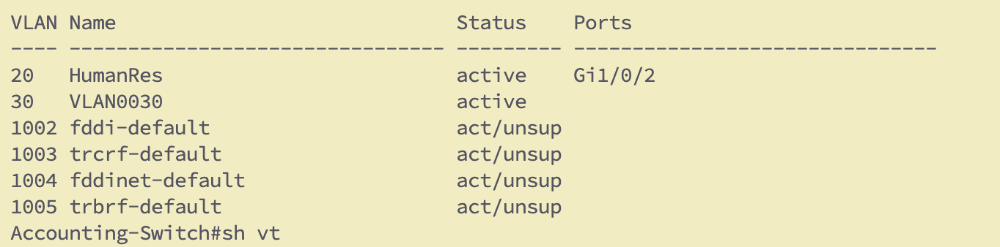 VLAN Name                             Status    Ports
---- -------------------------------- --------- -------------------------------
20   HumanRes                         active    Gi1/0/2
30   VLAN0030                         active
1002 fddi-default                     act/unsup
1003 trcrf-default                    act/unsup
1004 fddinet-default                  act/unsup
1005 trbrf-default                    act/unsup
Accounting-Switch#sh vt